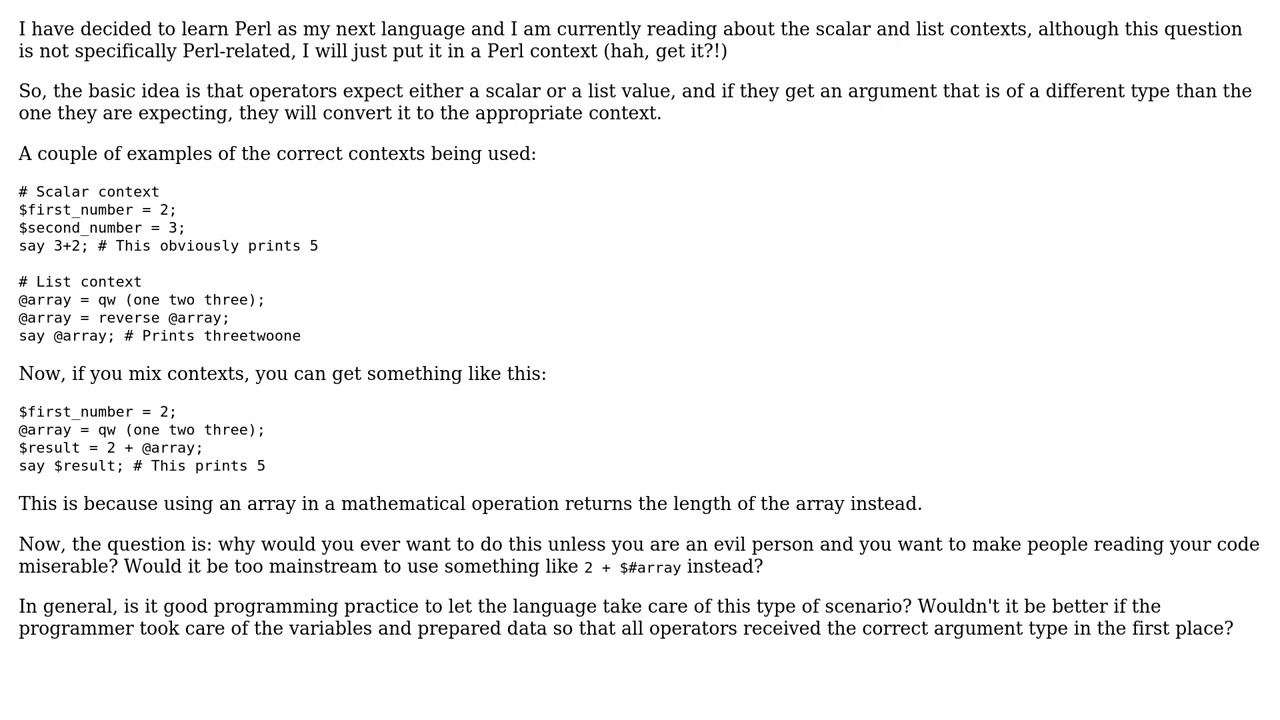 I have decided to learn Perl as my next language and I am currently reading about the scalar and list contexts, although this question
is not specifically Perl-related, I will just put it in a Perl context (hah, get it?!)
So, the basic idea is that operators expect either a scalar or a list value, and if they get an argument that is of a different type than the
one they are expecting, they will convert it to the appropriate context.
A couple of examples of the correct contexts being used:
# Scalar context
$first_number = 2;
$second_number = 3;
say 3+2; # This obviously prints 5
# List context
@array = qw (one two three);
@array = reverse @array;
say @array; # Prints threetwoone
Now, if you mix contexts, you can get something like this:
$first_number = 2;
@array = qw (one two three);
$result = 2 + @array;
say $result; # This prints 5
This is because using an array in a mathematical operation returns the length of the array instead.
Now, the question is: why would you ever want to do this unless you are an evil person and you want to make people reading your code
miserable? Would it be too mainstream to use something like 2 + $#array instead?
In general, is it good programming practice to let the language take care of this type of scenario? Wouldn't it be better if the
programmer took care of the variables and prepared data so that all operators received the correct argument type in the first place?